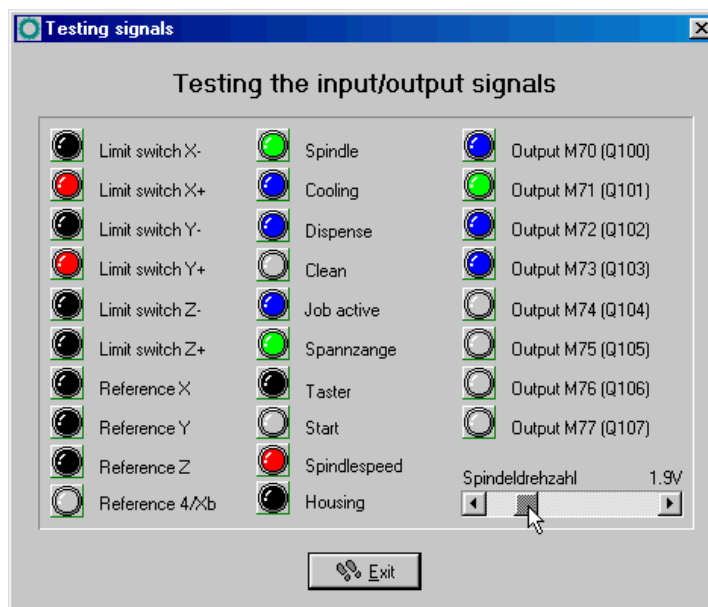 Testing signals
Testing the input/output signals
Limit switch X-
Limit switch X+
Limit switch Y-
Limit switch Y+
Limit switch Z-
Limit switch Z+
Reference X
Reference Y
Reference Z
Reference 4/Xb
Spindle
Cooling
Dispense
Clean
Job active
Spannzange
Taster
Start
Spindlespeed
Housing
Output M70 (Q100)
Output M71 (Q101)
Output M72 (Q102)
Output M73 (Q103)
Output M74 (Q104)
Output M75 (Q105)
Output M76 (Q106)
Output M77 (Q107)
Spindeldrehzahl 1.9V
Exit